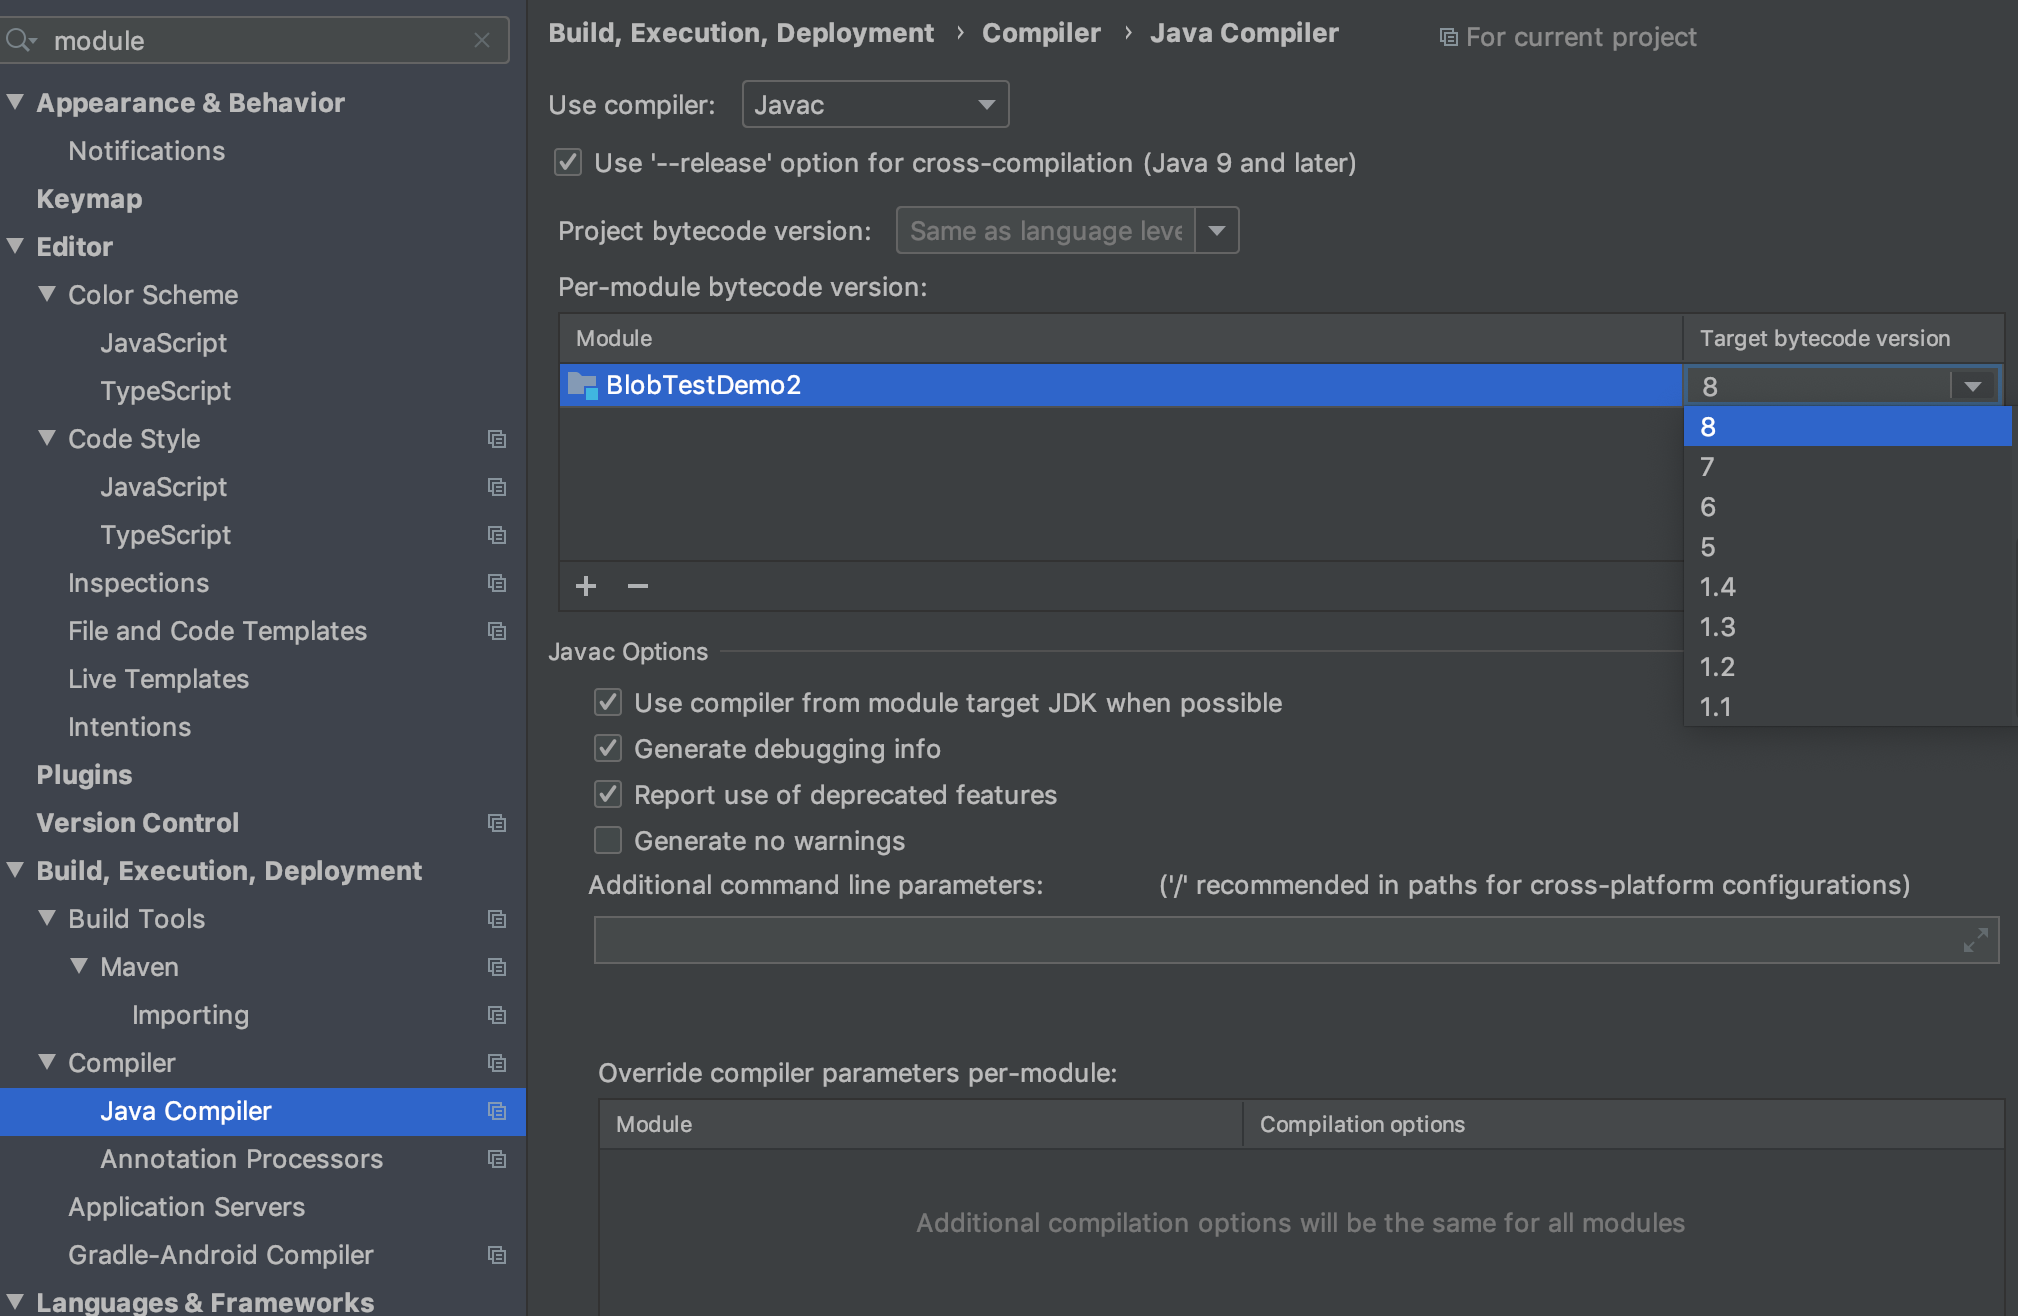 module
Appearance & Behavior
Notifications
Keymap
Editor
Color Scheme
JavaScript
TypeScript
Code Style
JavaScript
TypeScript
Inspections
File and Code Templates
Live Templates
Intentions
Plugins
Version Control
Build, Execution, Deployment
Build Tools
Maven
Importing
Compiler
Java Compiler
Annotation Processors
Application Servers
Gradle-Android Compiler
Languages & Frameworks
Build, Execution, Deployment › Compiler › Java Compiler For current project
Use compiler: Javac
Use '--release' option for cross-compilation (Java 9 and later)
Project bytecode version: Same as language leve
Per-module bytecode version:
Module Target bytecode version
BlobTestDemo2 8
8
7
6
5
1.4
1.3
1.2
1.1
Javac Options
Use compiler from module target JDK when possible
Generate debugging info
Report use of deprecated features
Generate no warnings
Additional command line parameters: ('/' recommended in paths for cross-platform configurations)
Override compiler parameters per-module:
Module Compilation options
Additional compilation options will be the same for all modules